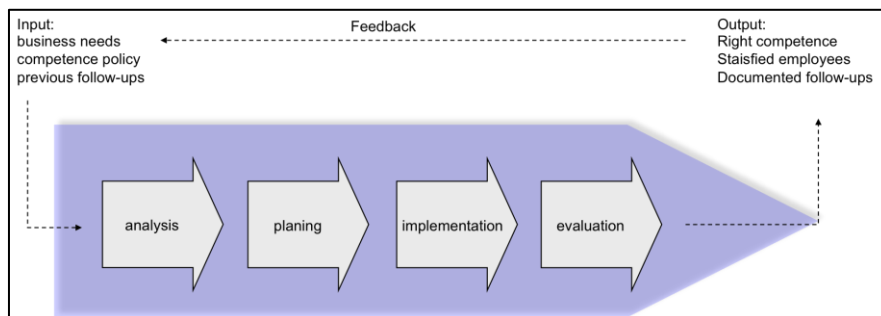 Input:
business needs
competence policy
previous follow-ups
Feedback
Output:
Right competence
Staisfied employees
Documented follow-ups
analysis
planing
implementation
evaluation